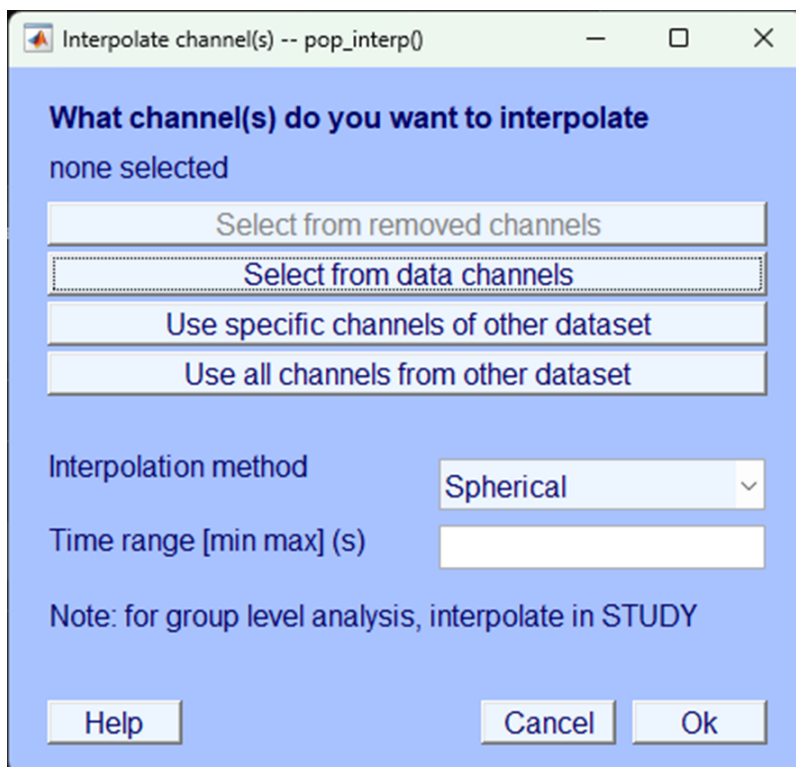 Interpolate channel(s) -- pop_interp()
What channel(s) do you want to interpolate
none selected
Select from removed channels
Select from data channels
Use specific channels of other dataset
Use all channels from other dataset
Interpolation method
Spherical
Time range [min max] (s)
Note: for group level analysis, interpolate in STUDY
Help
Cancel
Ok